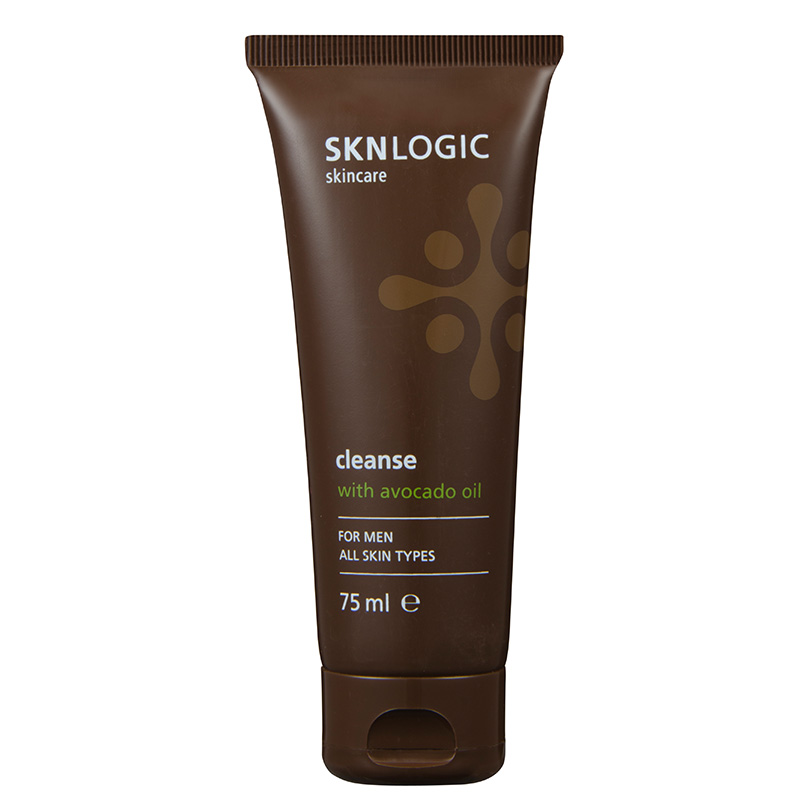 SKNLOGIC
skincare
cleanse
with avocado oil
FOR MEN
ALL SKIN TYPES
75 ml ℮